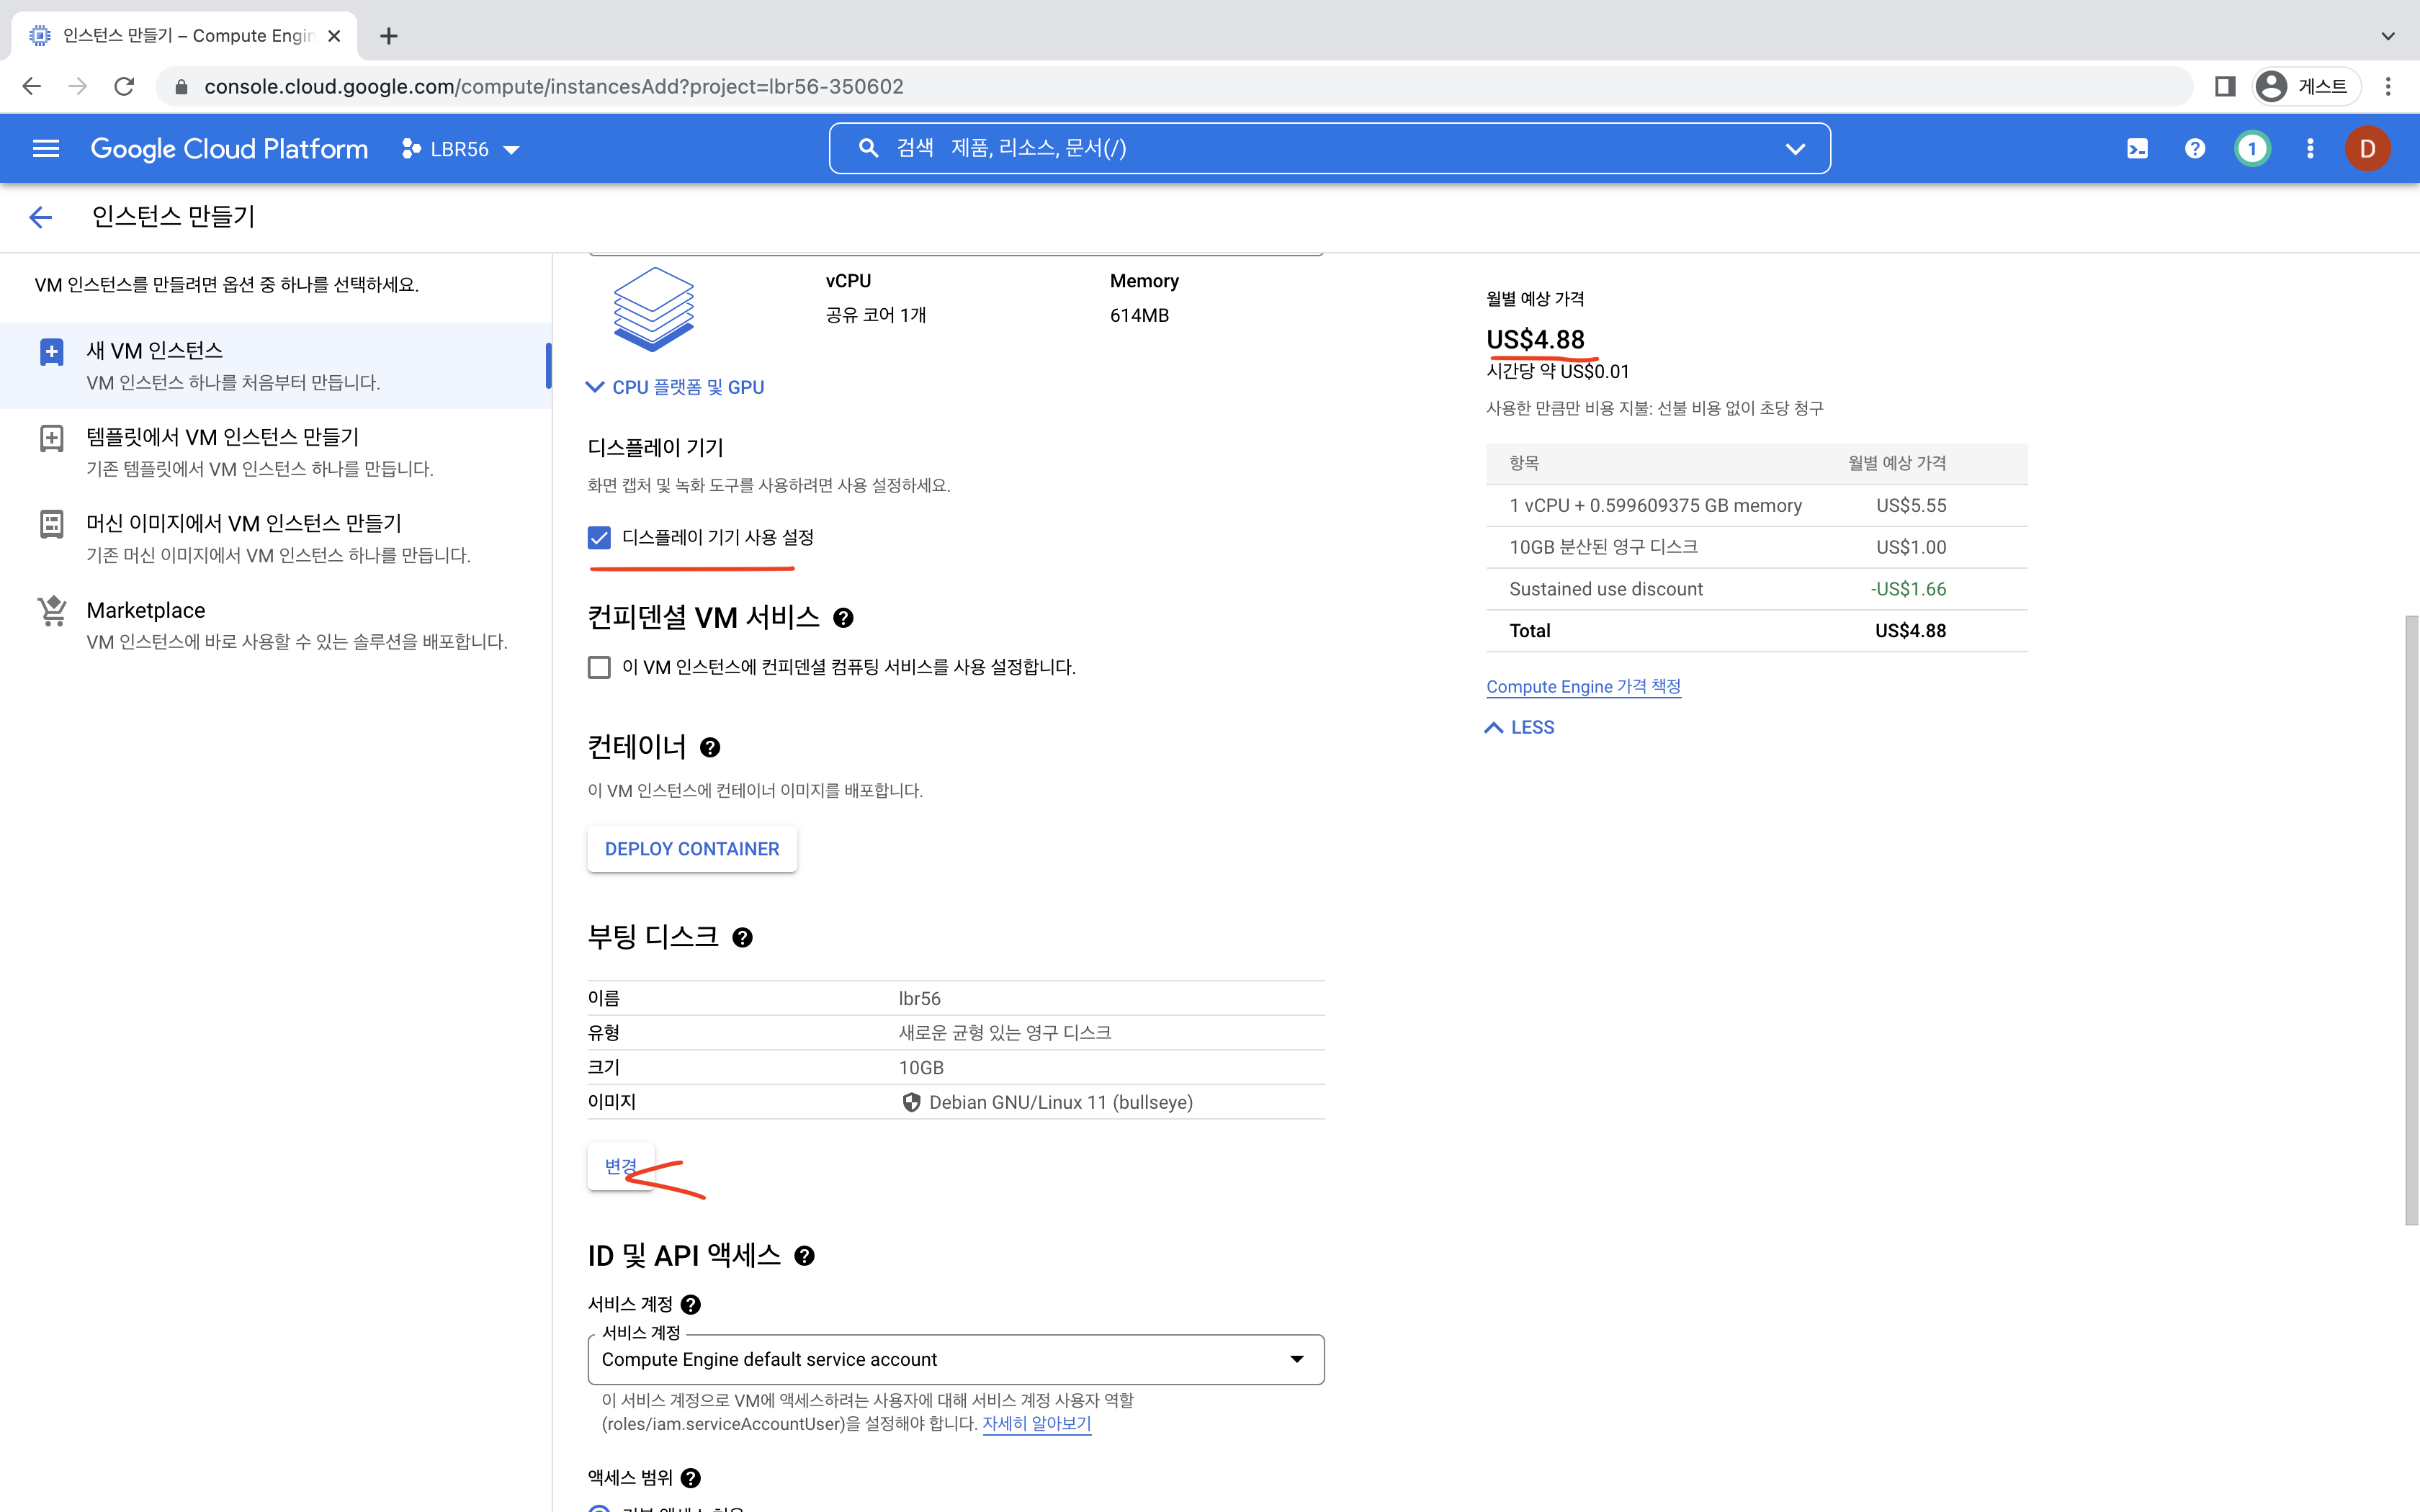 인스턴스 만들기 – Compute Engin
console.cloud.google.com/compute/instancesAdd?project=lbr56-350602
게스트
Google Cloud Platform
LBR56
검색 제품, 리소스, 문서(/)
1
D
인스턴스 만들기
VM 인스턴스를 만들려면 옵션 중 하나를 선택하세요.
새 VM 인스턴스
VM 인스턴스 하나를 처음부터 만듭니다.
템플릿에서 VM 인스턴스 만들기
기존 템플릿에서 VM 인스턴스 하나를 만듭니다.
머신 이미지에서 VM 인스턴스 만들기
기존 머신 이미지에서 VM 인스턴스 하나를 만듭니다.
Marketplace
VM 인스턴스에 바로 사용할 수 있는 솔루션을 배포합니다.
vCPU
Memory
공유 코어 1개
614MB
CPU 플랫폼 및 GPU
디스플레이 기기
화면 캡처 및 녹화 도구를 사용하려면 사용 설정하세요.
디스플레이 기기 사용 설정
컨피덴셜 VM 서비스
이 VM 인스턴스에 컨피덴셜 컴퓨팅 서비스를 사용 설정합니다.
컨테이너
이 VM 인스턴스에 컨테이너 이미지를 배포합니다.
DEPLOY CONTAINER
부팅 디스크
이름 lbr56
유형 새로운 균형 있는 영구 디스크
크기 10GB
이미지 Debian GNU/Linux 11 (bullseye)
변경
ID 및 API 액세스
서비스 계정
서비스 계정
Compute Engine default service account
이 서비스 계정으로 VM에 액세스하려는 사용자에 대해 서비스 계정 사용자 역할
(roles/iam.serviceAccountUser)을 설정해야 합니다. 자세히 알아보기
액세스 범위
월별 예상 가격
US$4.88
시간당 약 US$0.01
사용한 만큼만 비용 지불: 선불 비용 없이 초당 청구
항목 월별 예상 가격
1 vCPU + 0.599609375 GB memory US$5.55
10GB 분산된 영구 디스크 US$1.00
Sustained use discount -US$1.66
Total US$4.88
Compute Engine 가격 책정
LESS